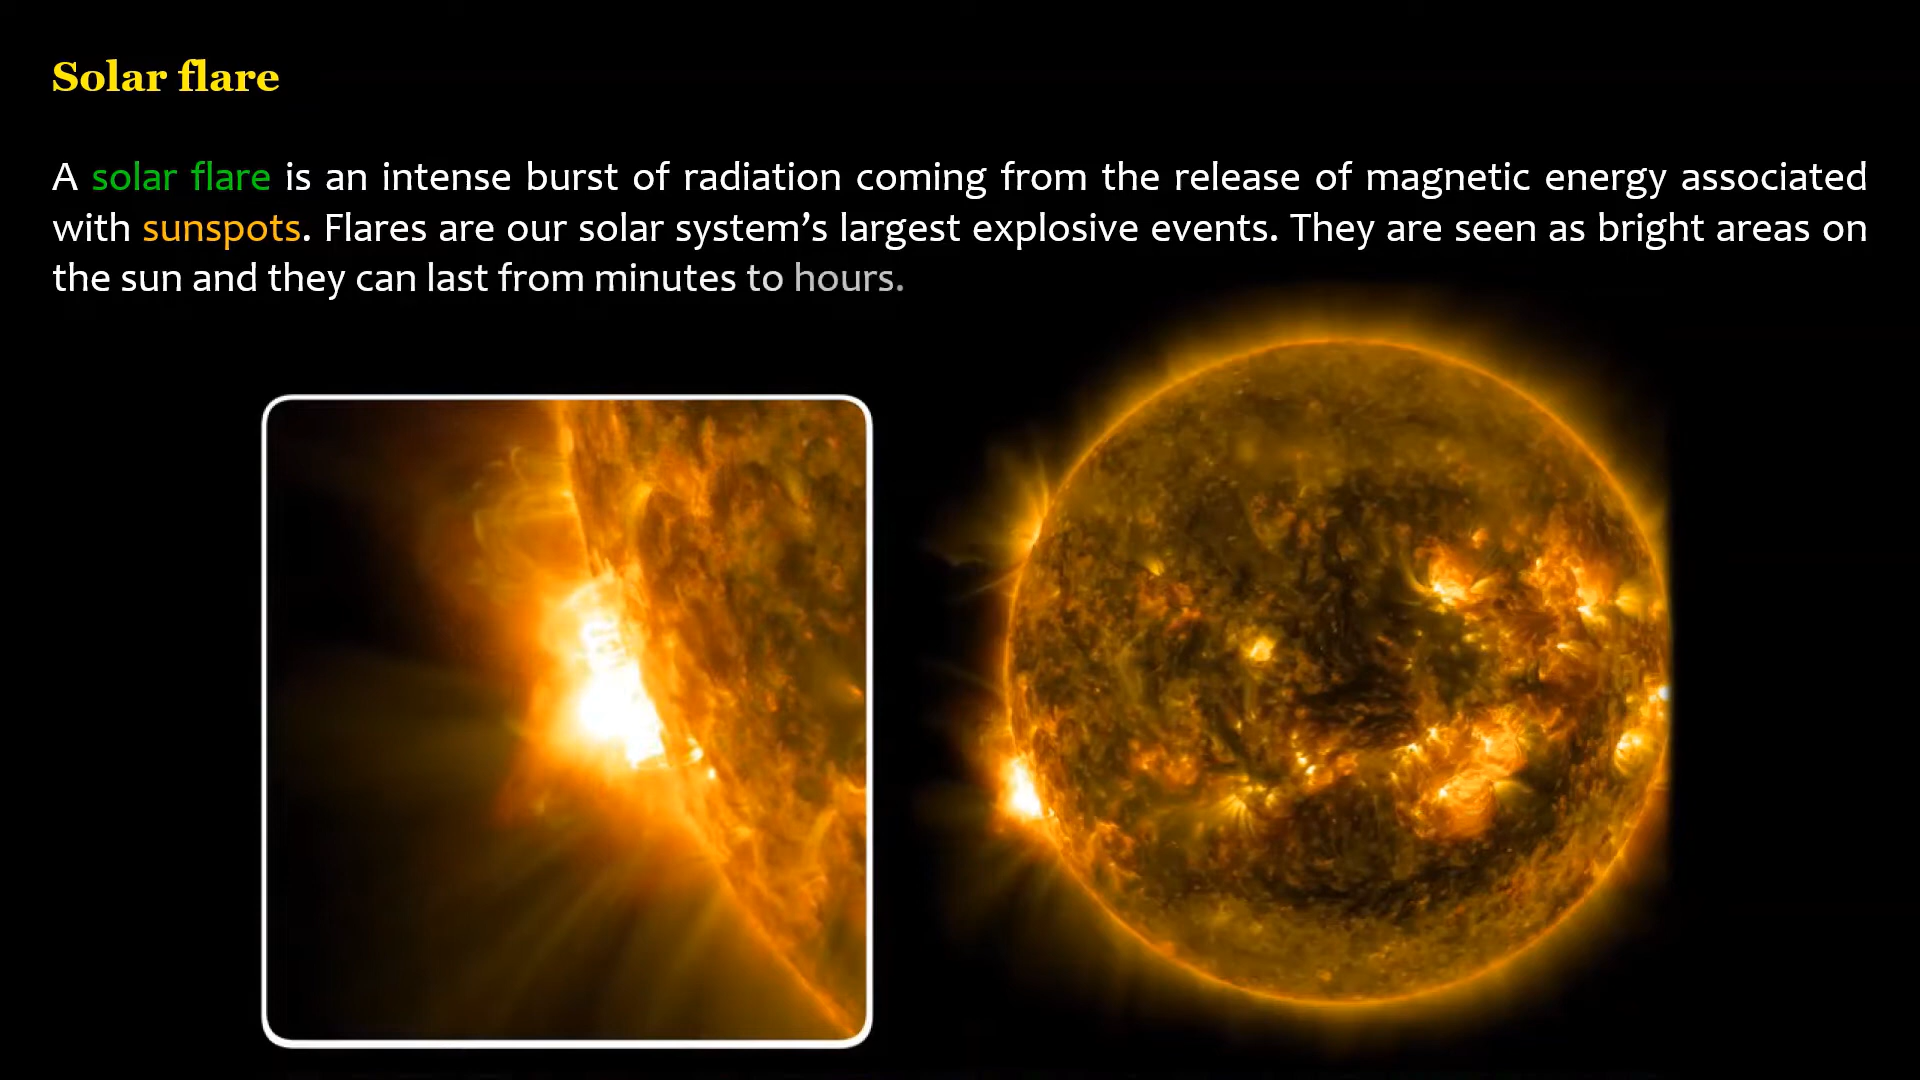 Solar flare
A solar flare is an intense burst of radiation coming from the release of magnetic energy associated
with sunspots. Flares are our solar system’s largest explosive events. They are seen as bright areas on
the sun and they can last from minutes to hours.